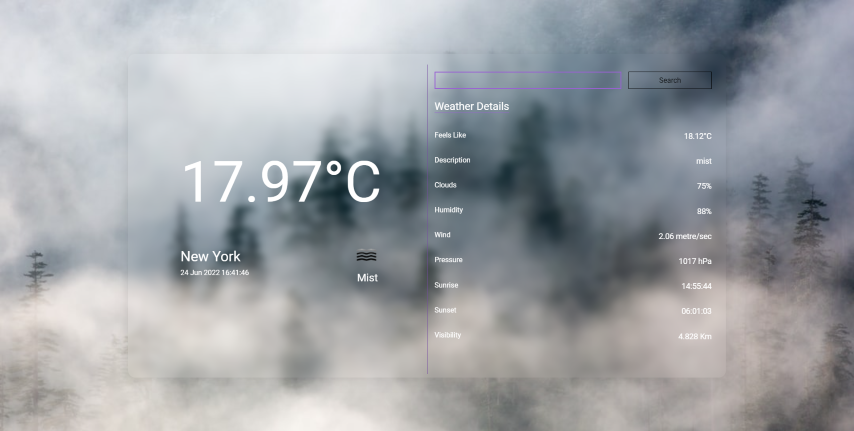 17.97°C
New York
24 Jun 2022 16:41:46
Mist
Search
Weather Details
Feels Like 18.12°C
Description mist
Clouds 75%
Humidity 88%
Wind 2.06 metre/sec
Pressure 1017 hPa
Sunrise 14:55:44
Sunset 06:01:03
Visibility 4.828 Km